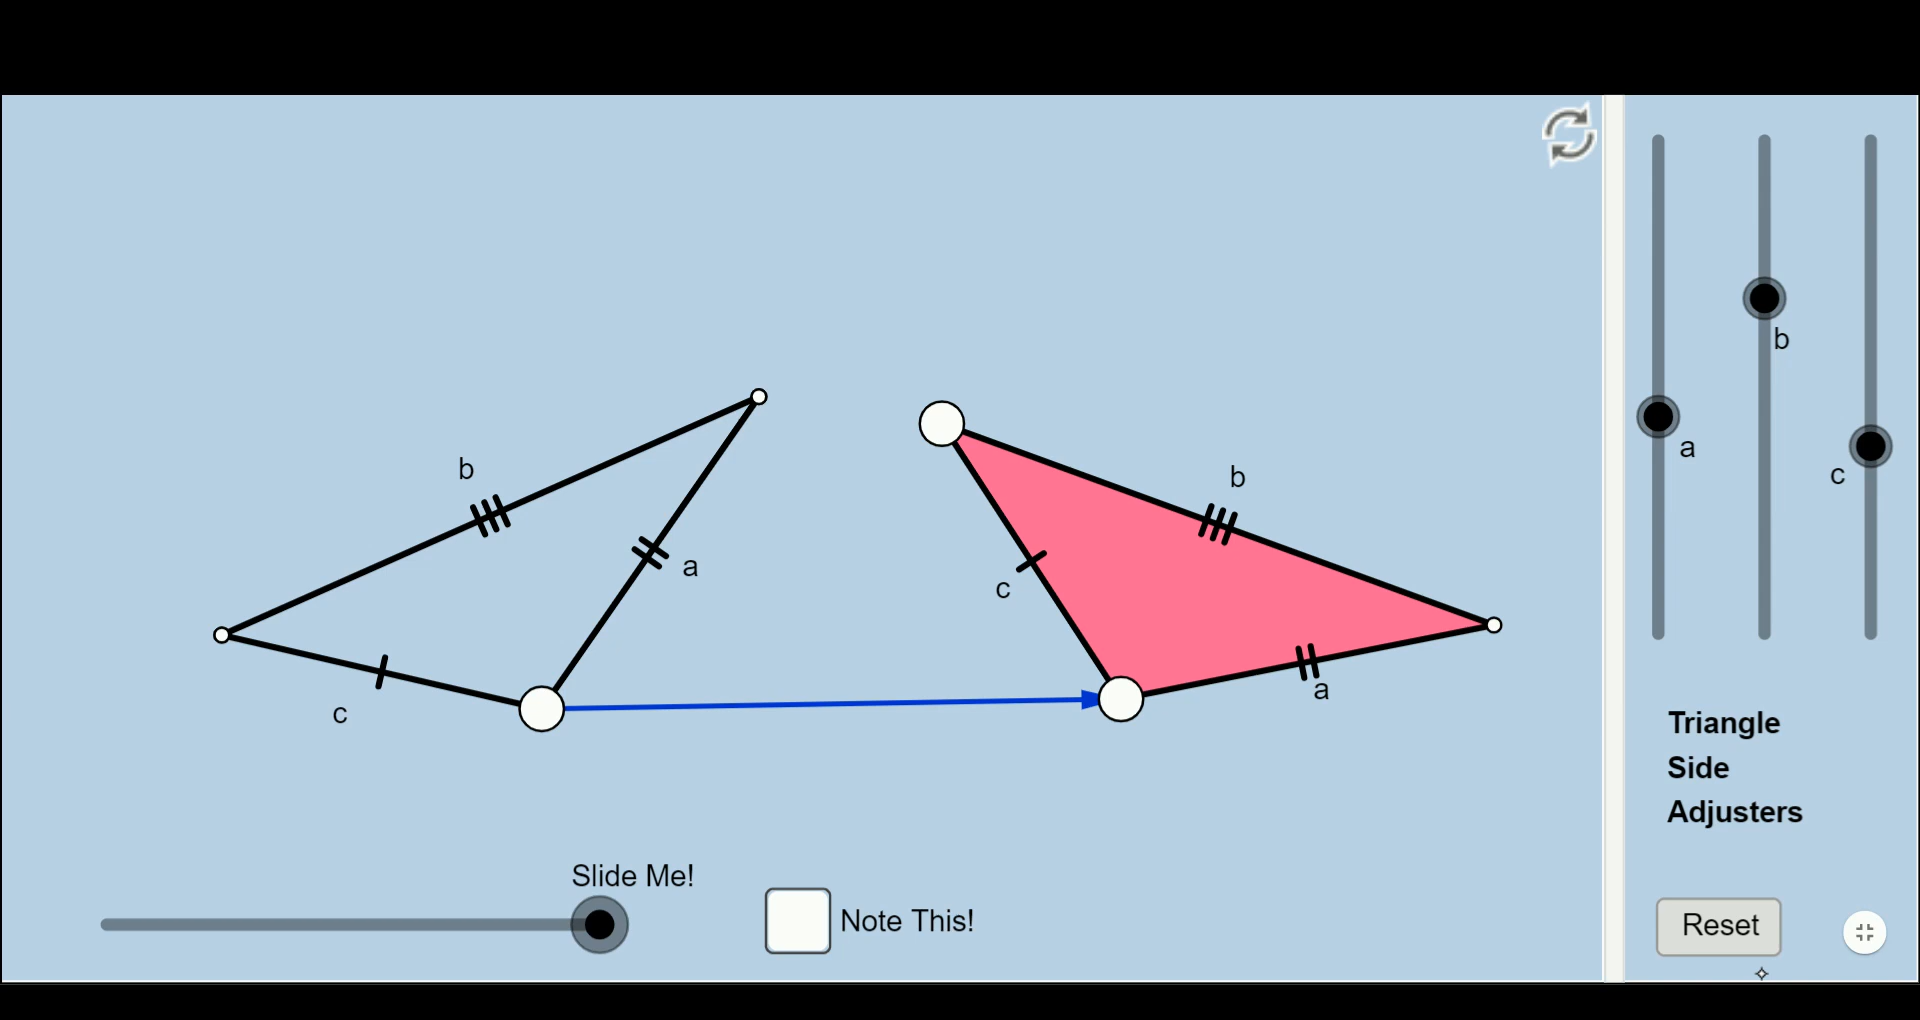 b
a
c
b
c
a
Slide Me!
Note This!
b
a
c
Triangle
Side
Adjusters
Reset